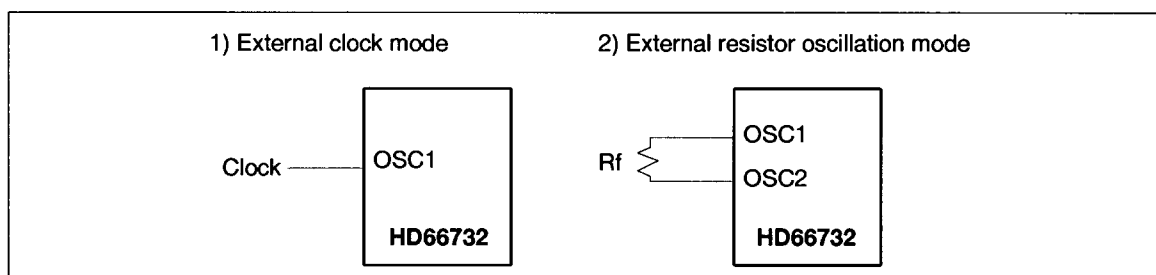 1) External clock mode
Clock
OSC1
HD66732
2) External resistor oscillation mode
Rf
OSC1
OSC2
HD66732